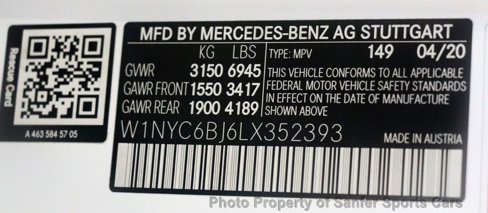 MFD BY MERCEDES-BENZ AG STUTTGART
KG LBS TYPE: MPV 149 04/20
GVWR 3150 6945
GAWR FRONT 1550 3417
GAWR REAR 1900 4189
THIS VEHICLE CONFORMS TO ALL APPLICABLE
FEDERAL MOTOR VEHICLE SAFETY STANDARDS
IN EFFECT ON THE DATE OF MANUFACTURE
SHOWN ABOVE
W1NYC6BJ6LX352393
MADE IN AUSTRIA
Rescue Card
A 463 584 57 05
Photo Property of Sanfer Sports Cars